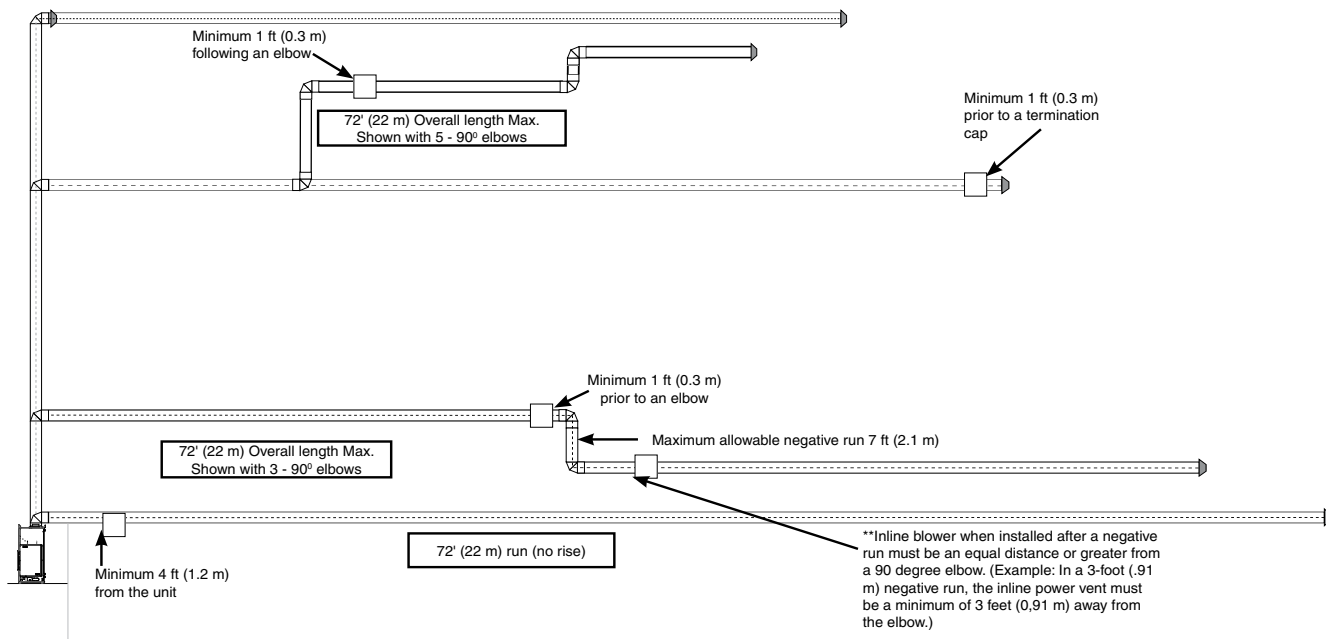 Minimum 1 ft (0.3 m)
following an elbow
72' (22 m) Overall length Max.
Shown with 5 - 90⁰ elbows
Minimum 1 ft (0.3 m)
prior to a termination
cap
Minimum 1 ft (0.3 m)
prior to an elbow
Maximum allowable negative run 7 ft (2.1 m)
72' (22 m) Overall length Max.
Shown with 3 - 90⁰ elbows
72' (22 m) run (no rise)
Minimum 4 ft (1.2 m)
from the unit
**Inline blower when installed after a negative
run must be an equal distance or greater from
a 90 degree elbow. (Example: In a 3-foot (.91
m) negative run, the inline power vent must
be a minimum of 3 feet (0,91 m) away from
the elbow.)